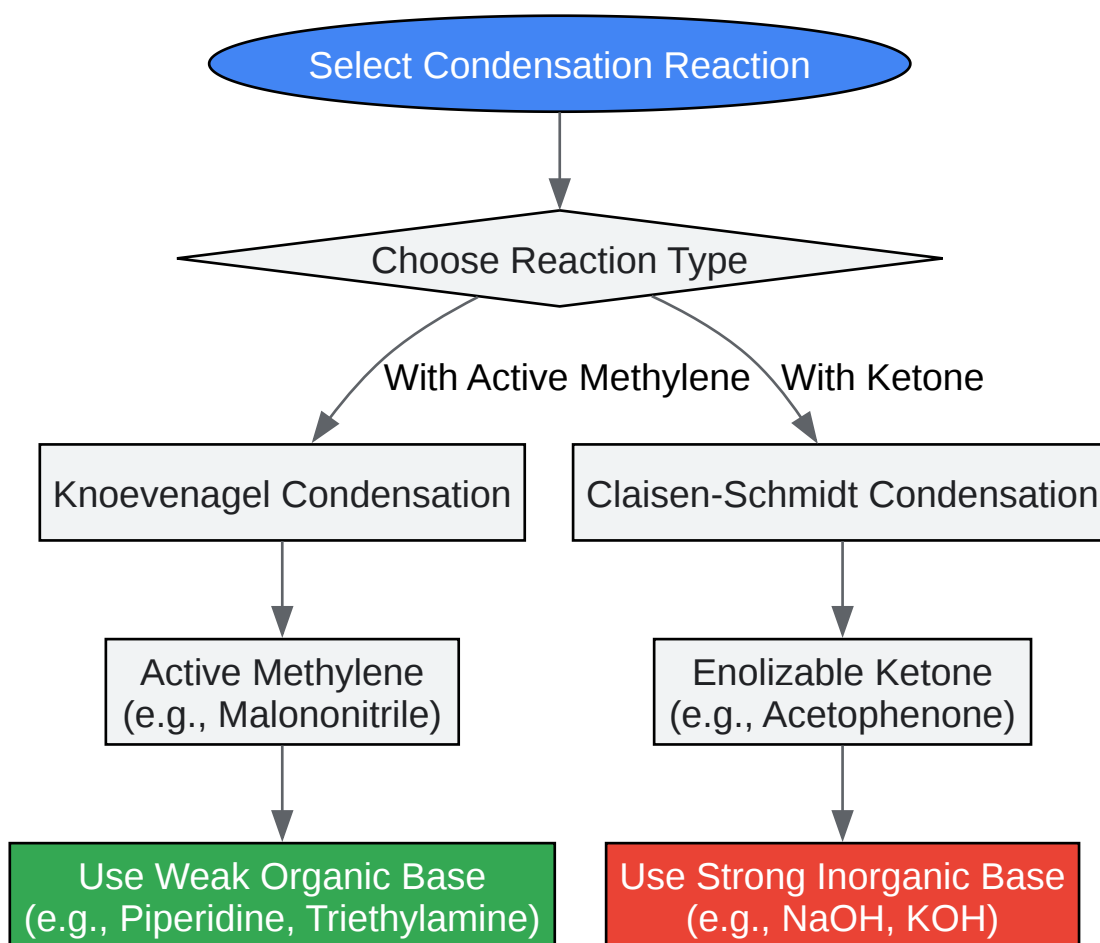 Select Condensation Reaction
Choose Reaction Type
With Active Methylene
With Ketone
Knoevenagel Condensation
Claisen-Schmidt Condensation
Active Methylene
(e.g., Malononitrile)
Enolizable Ketone
(e.g., Acetophenone)
Use Weak Organic Base
(e.g., Piperidine, Triethylamine)
Use Strong Inorganic Base
(e.g., NaOH, KOH)